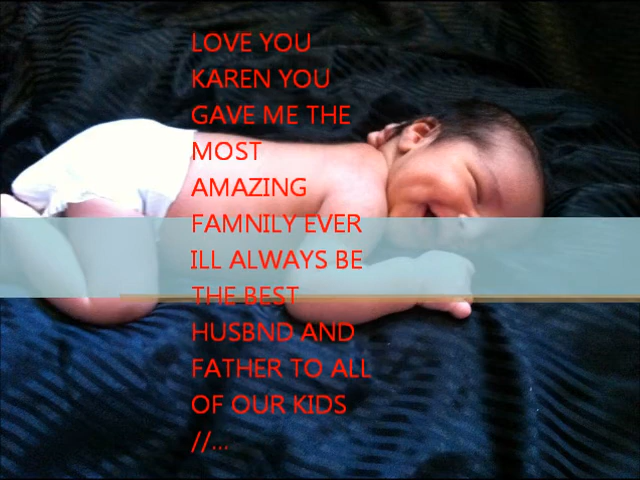 LOVE YOU
KAREN YOU
GAVE ME THE
MOST
AMAZING
FAMNILY EVER
ILL ALWAYS BE
THE BEST
HUSBND AND
FATHER TO ALL
OF OUR KIDS
//...